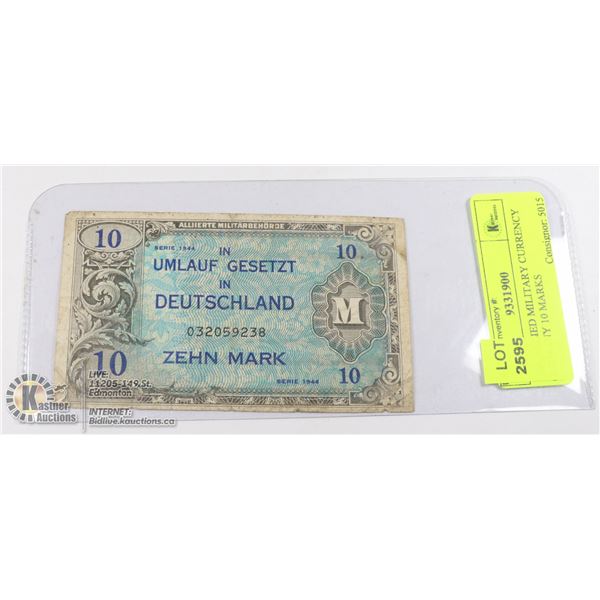 ALLIIERTE MILITÄRBEHÖRDE
10
SERIE 1944
IN
10
UMLAUF GESETZT
IN
DEUTSCHLAND
M
032059238
10
ZEHN MARK
10
SERIE 1944
LIVE:
11205-149 St.
Edmonton
INTERNET:
Bidlive.kauctions.ca
Kastner
Auctions
LOT
2595
Inventory #:
9331900
IED MILITARY CURRENCY
Y 10 MARKS
Consignor: 5015